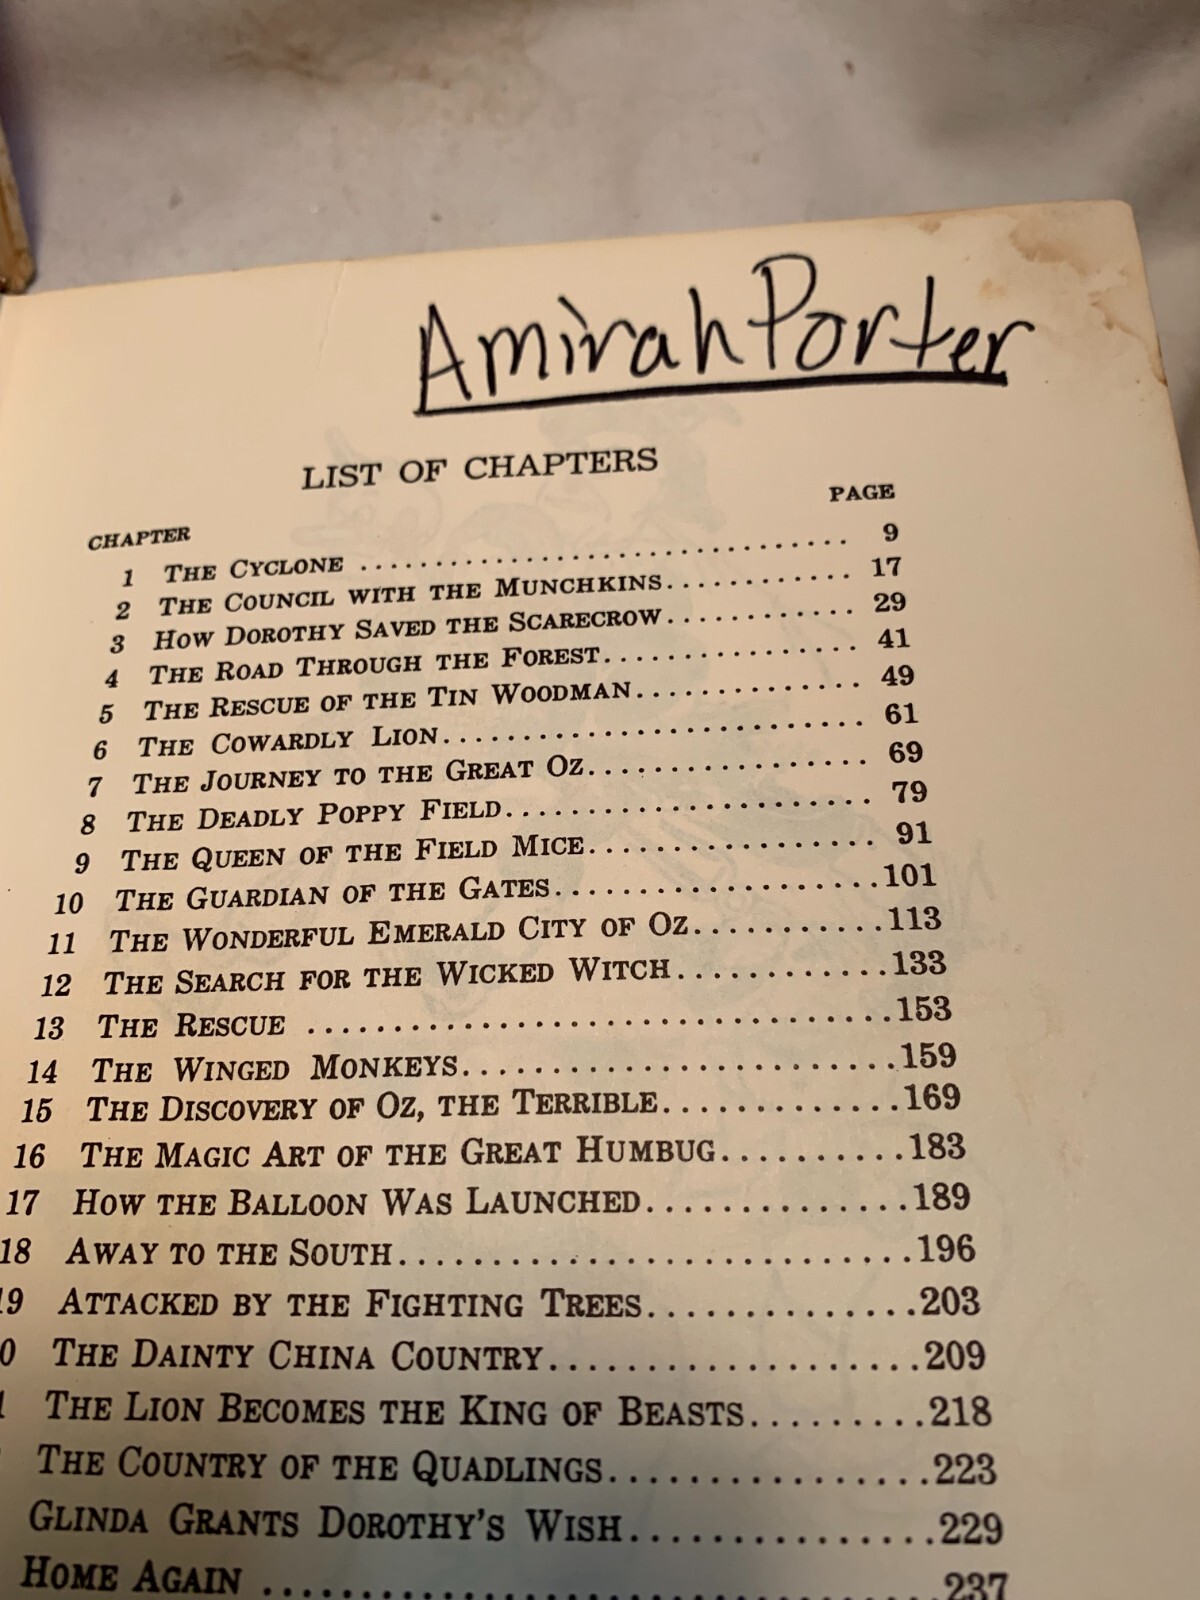 Amirah Porter
LIST OF CHAPTERS
CHAPTER PAGE
1 THE CYCLONE ................................ 9
2 THE COUNCIL WITH THE MUNCHKINS............ 17
3 HOW DOROTHY SAVED THE SCARECROW............ 29
4 THE ROAD THROUGH THE FOREST................ 41
5 THE RESCUE OF THE TIN WOODMAN.............. 49
6 THE COWARDLY LION.......................... 61
7 THE JOURNEY TO THE GREAT OZ................. 69
8 THE DEADLY POPPY FIELD...................... 79
9 THE QUEEN OF THE FIELD MICE................. 91
10 THE GUARDIAN OF THE GATES....................101
11 THE WONDERFUL EMERALD CITY OF OZ............113
12 THE SEARCH FOR THE WICKED WITCH.............133
13 THE RESCUE ...................................153
14 THE WINGED MONKEYS..........................159
15 THE DISCOVERY OF OZ, THE TERRIBLE..............169
16 THE MAGIC ART OF THE GREAT HUMBUG...........183
17 HOW THE BALLOON WAS LAUNCHED...............189
18 AWAY TO THE SOUTH............................196
19 ATTACKED BY THE FIGHTING TREES...............203
0 THE DAINTY CHINA COUNTRY....................209
1 THE LION BECOMES THE KING OF BEASTS.........218
THE COUNTRY OF THE QUADLINGS..................223
GLINDA GRANTS DOROTHY'S WISH.................229
HOME AGAIN .....................................237